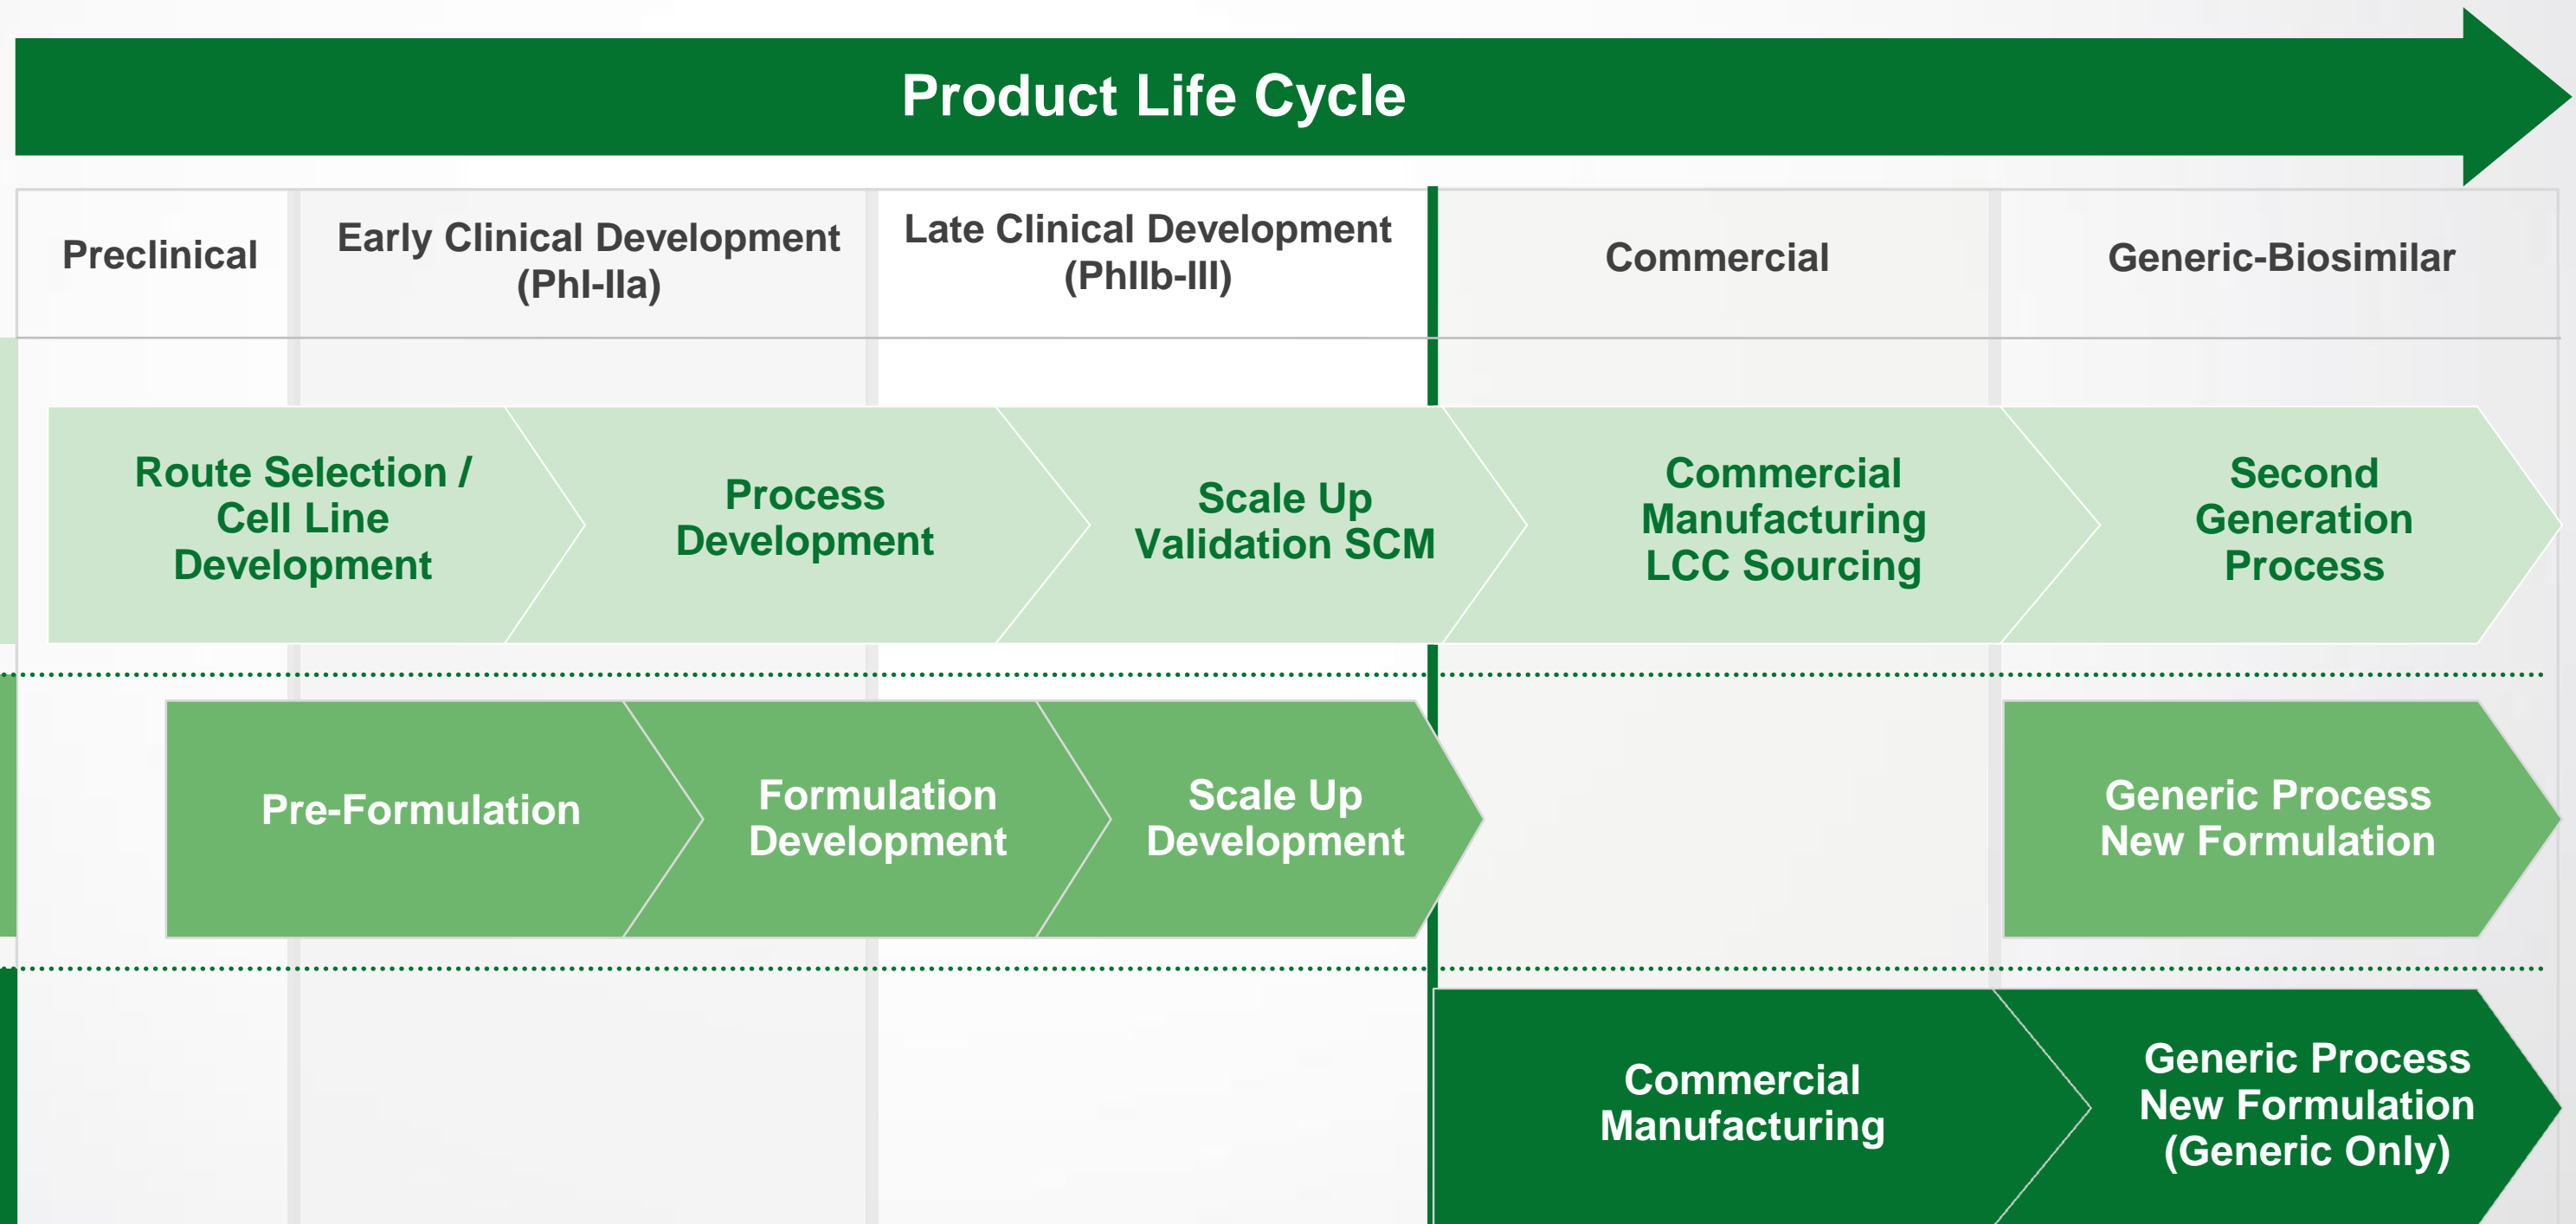 Product Life Cycle
Preclinical
Early Clinical Development
(PhI-IIa)
Late Clinical Development
(PhIIb-III)
Commercial
Generic-Biosimilar
Route Selection /
Cell Line
Development
Process
Development
Scale Up
Validation SCM
Commercial
Manufacturing
LCC Sourcing
Second
Generation
Process
Pre-Formulation
Formulation
Development
Scale Up
Development
Generic Process
New Formulation
Commercial
Manufacturing
Generic Process
New Formulation
(Generic Only)